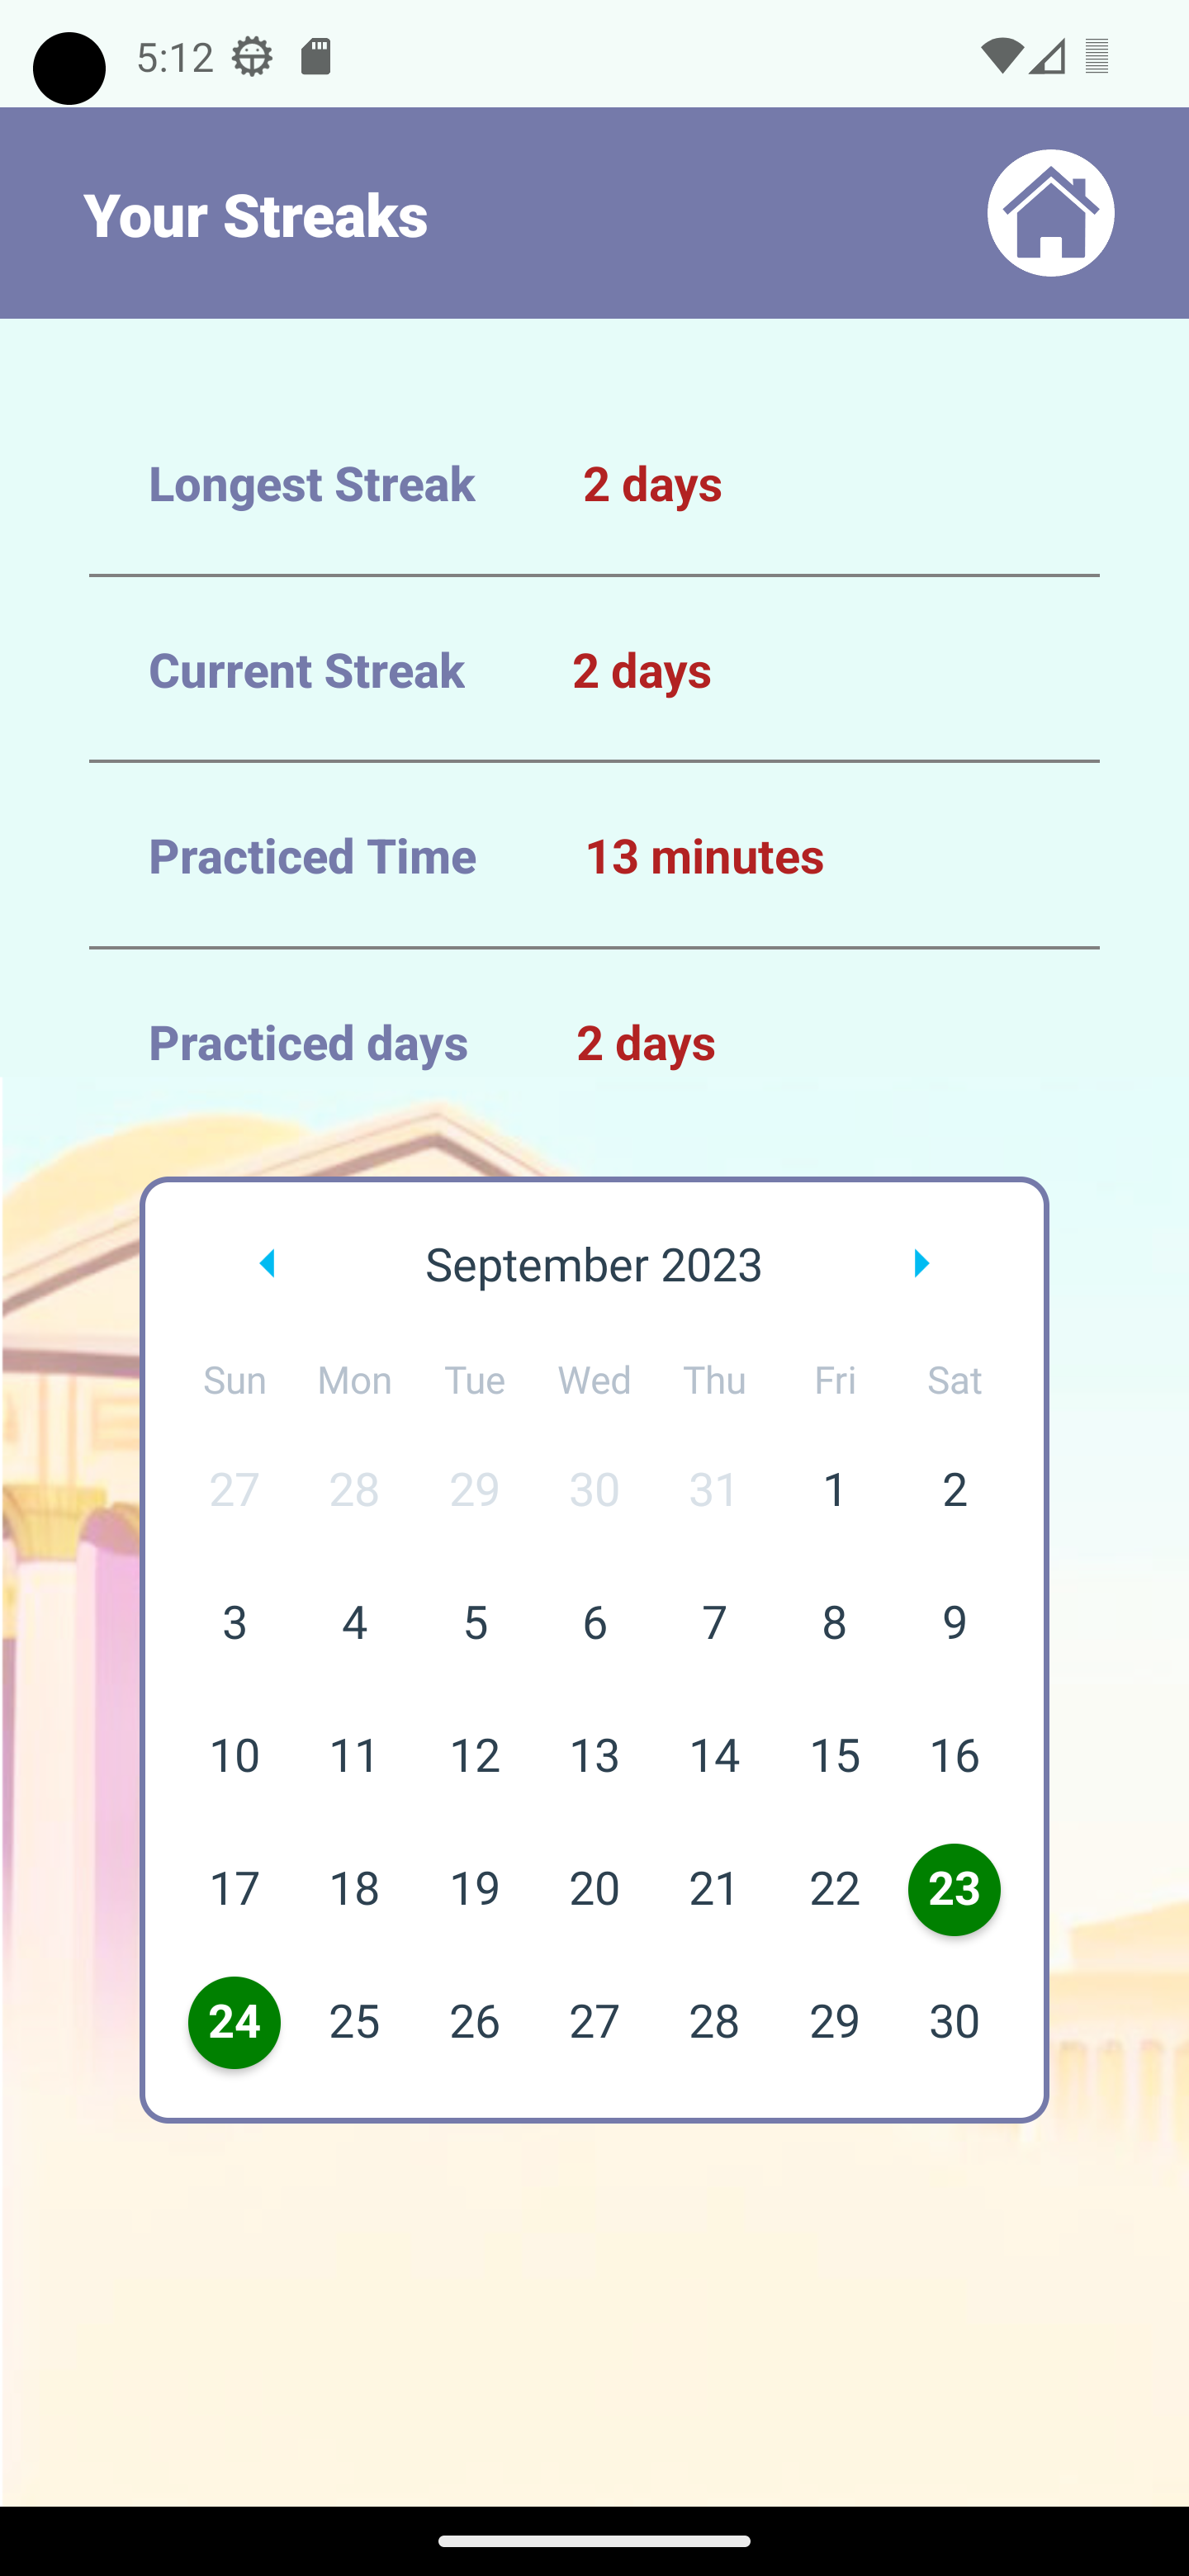 5:12
Your Streaks
Longest Streak 2 days
Current Streak 2 days
Practiced Time 13 minutes
Practiced days 2 days
September 2023
Sun Mon Tue Wed Thu Fri Sat
27 28 29 30 31 1 2
3 4 5 6 7 8 9
10 11 12 13 14 15 16
17 18 19 20 21 22 23
24 25 26 27 28 29 30